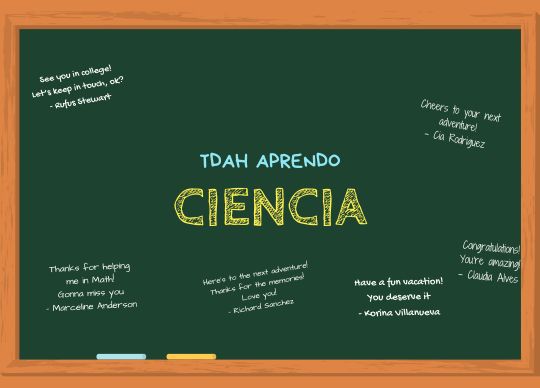 See you in college!
Let's keep in touch, ok?
- Rufus Stewart
Cheers to your next
adventure!
- Cia Rodriguez
TDAH APRENDO
CIENCIA
Congratulations!
You're amazing!
- Claudia Alves
Thanks for helping
me in Math!
Gonna miss you
- Marceline Anderson
Here's to the next adventure!
Thanks for the memories!
Love you!
- Richard Sanchez
Have a fun vacation!
You deserve it
- Korina Villanueva